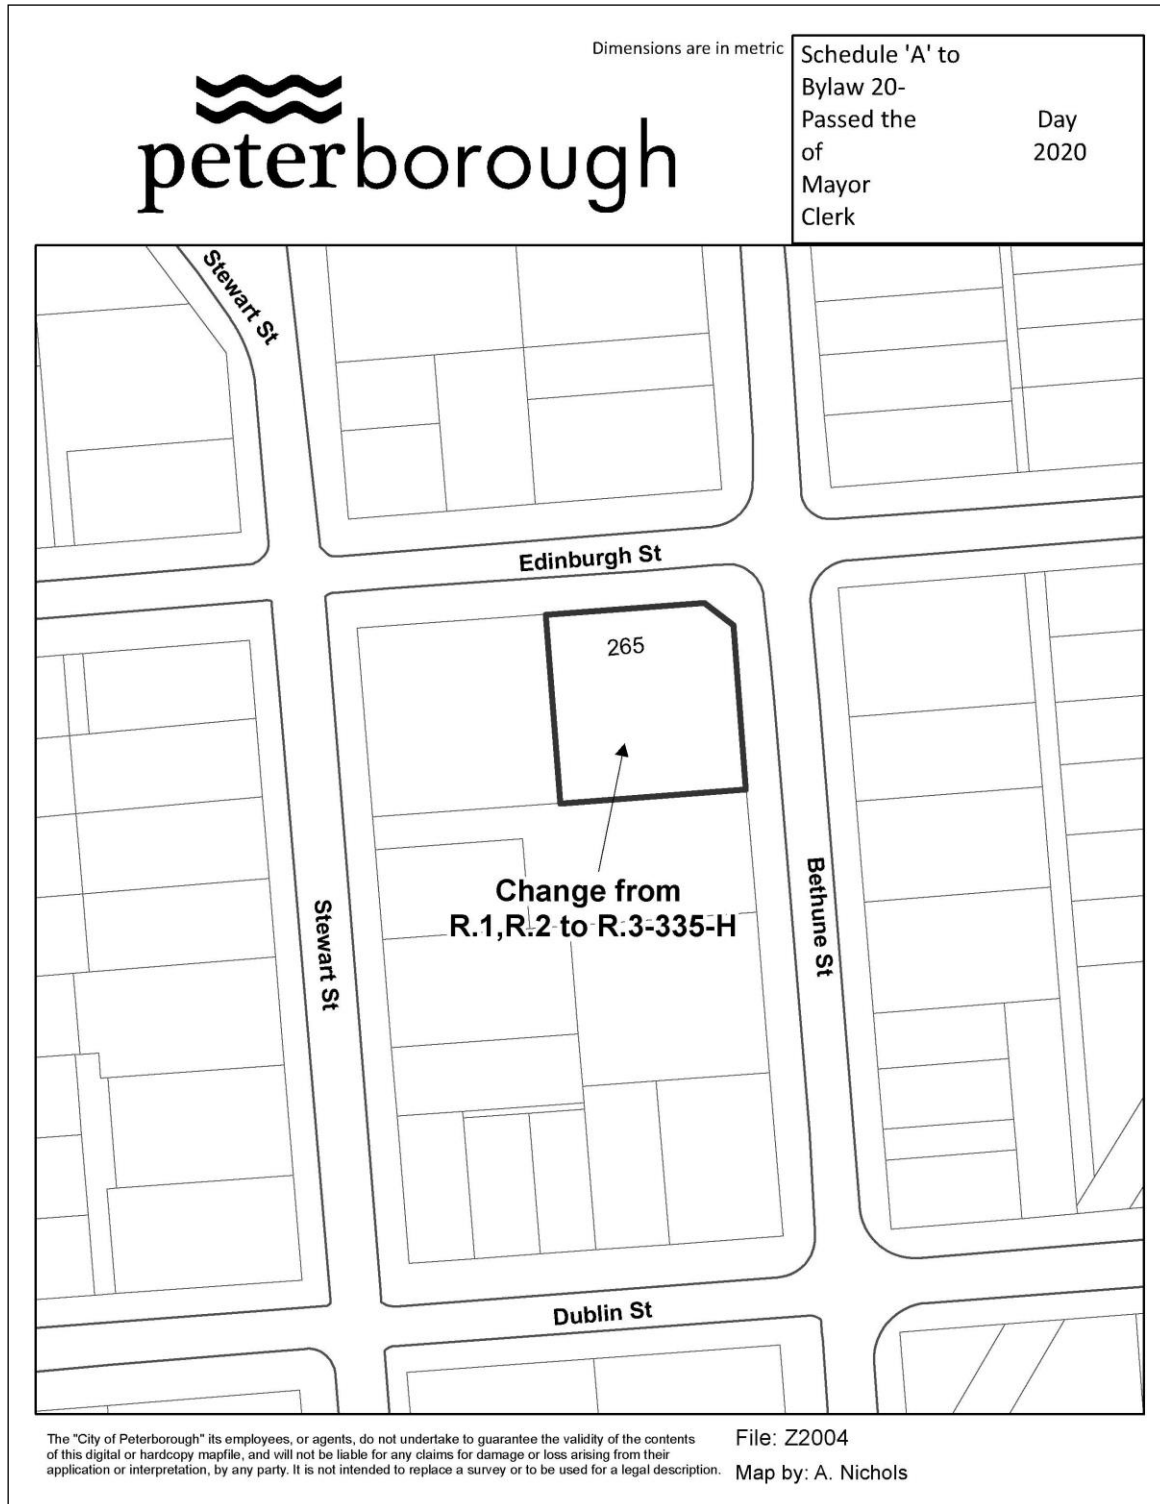 Dimensions are in metric
Schedule 'A' to
Bylaw 20-
Passed the Day
of 2020
Mayor
Clerk
peterborough
Stewart St
Edinburgh St
265
Change from
R.1,R.2 to R.3-335-H
Bethune St
Stewart St
Dublin St
The "City of Peterborough" its employees, or agents, do not undertake to guarantee the validity of the contents
of this digital or hardcopy mapfile, and will not be liable for any claims for damage or loss arising from their
application or interpretation, by any party. It is not intended to replace a survey or to be used for a legal description.
File: Z2004
Map by: A. Nichols